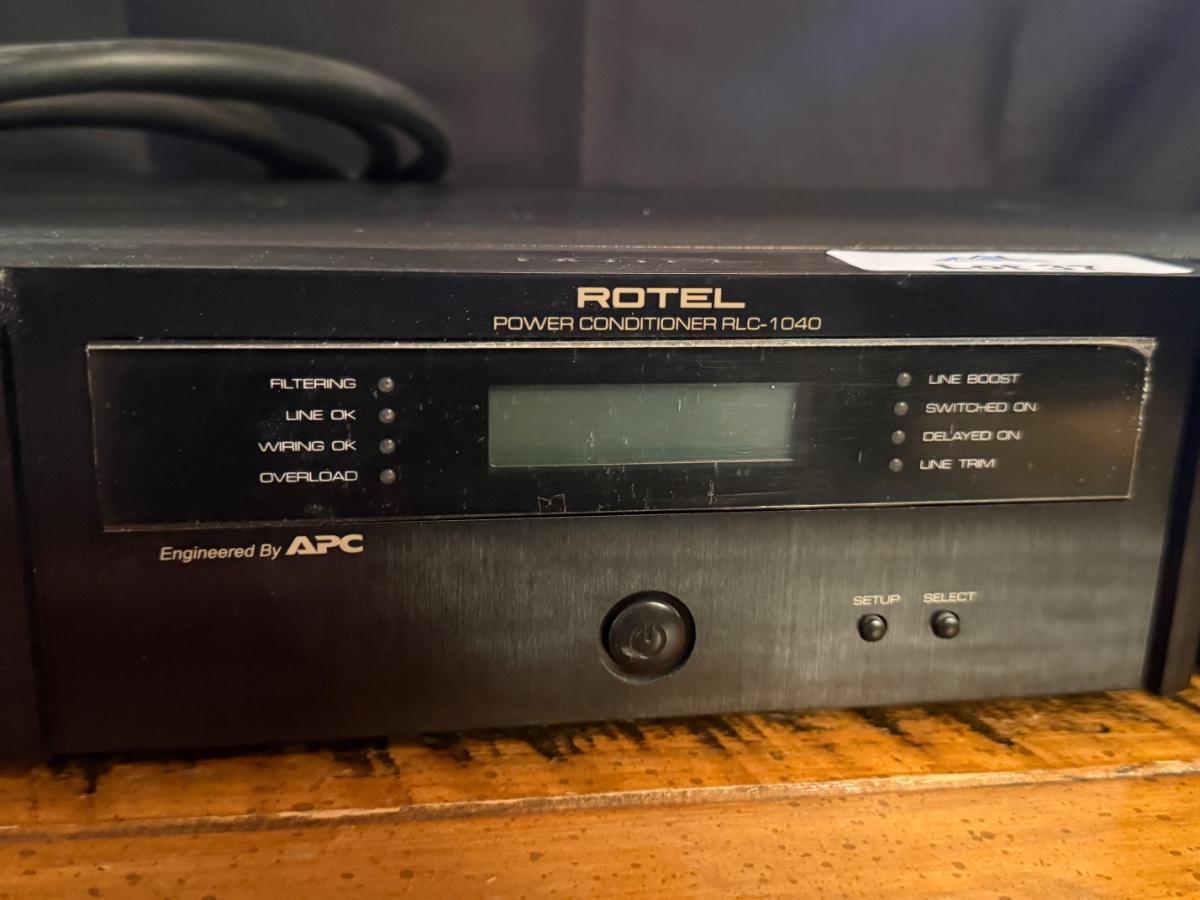 ROTEL
POWER CONDITIONER RLC-1040
FILTERING
LINE OK
WIRING OK
OVERLOAD
LINE BOOST
SWITCHED ON
DELAYED ON
LINE TRIM
Engineered By APC
SETUP
SELECT